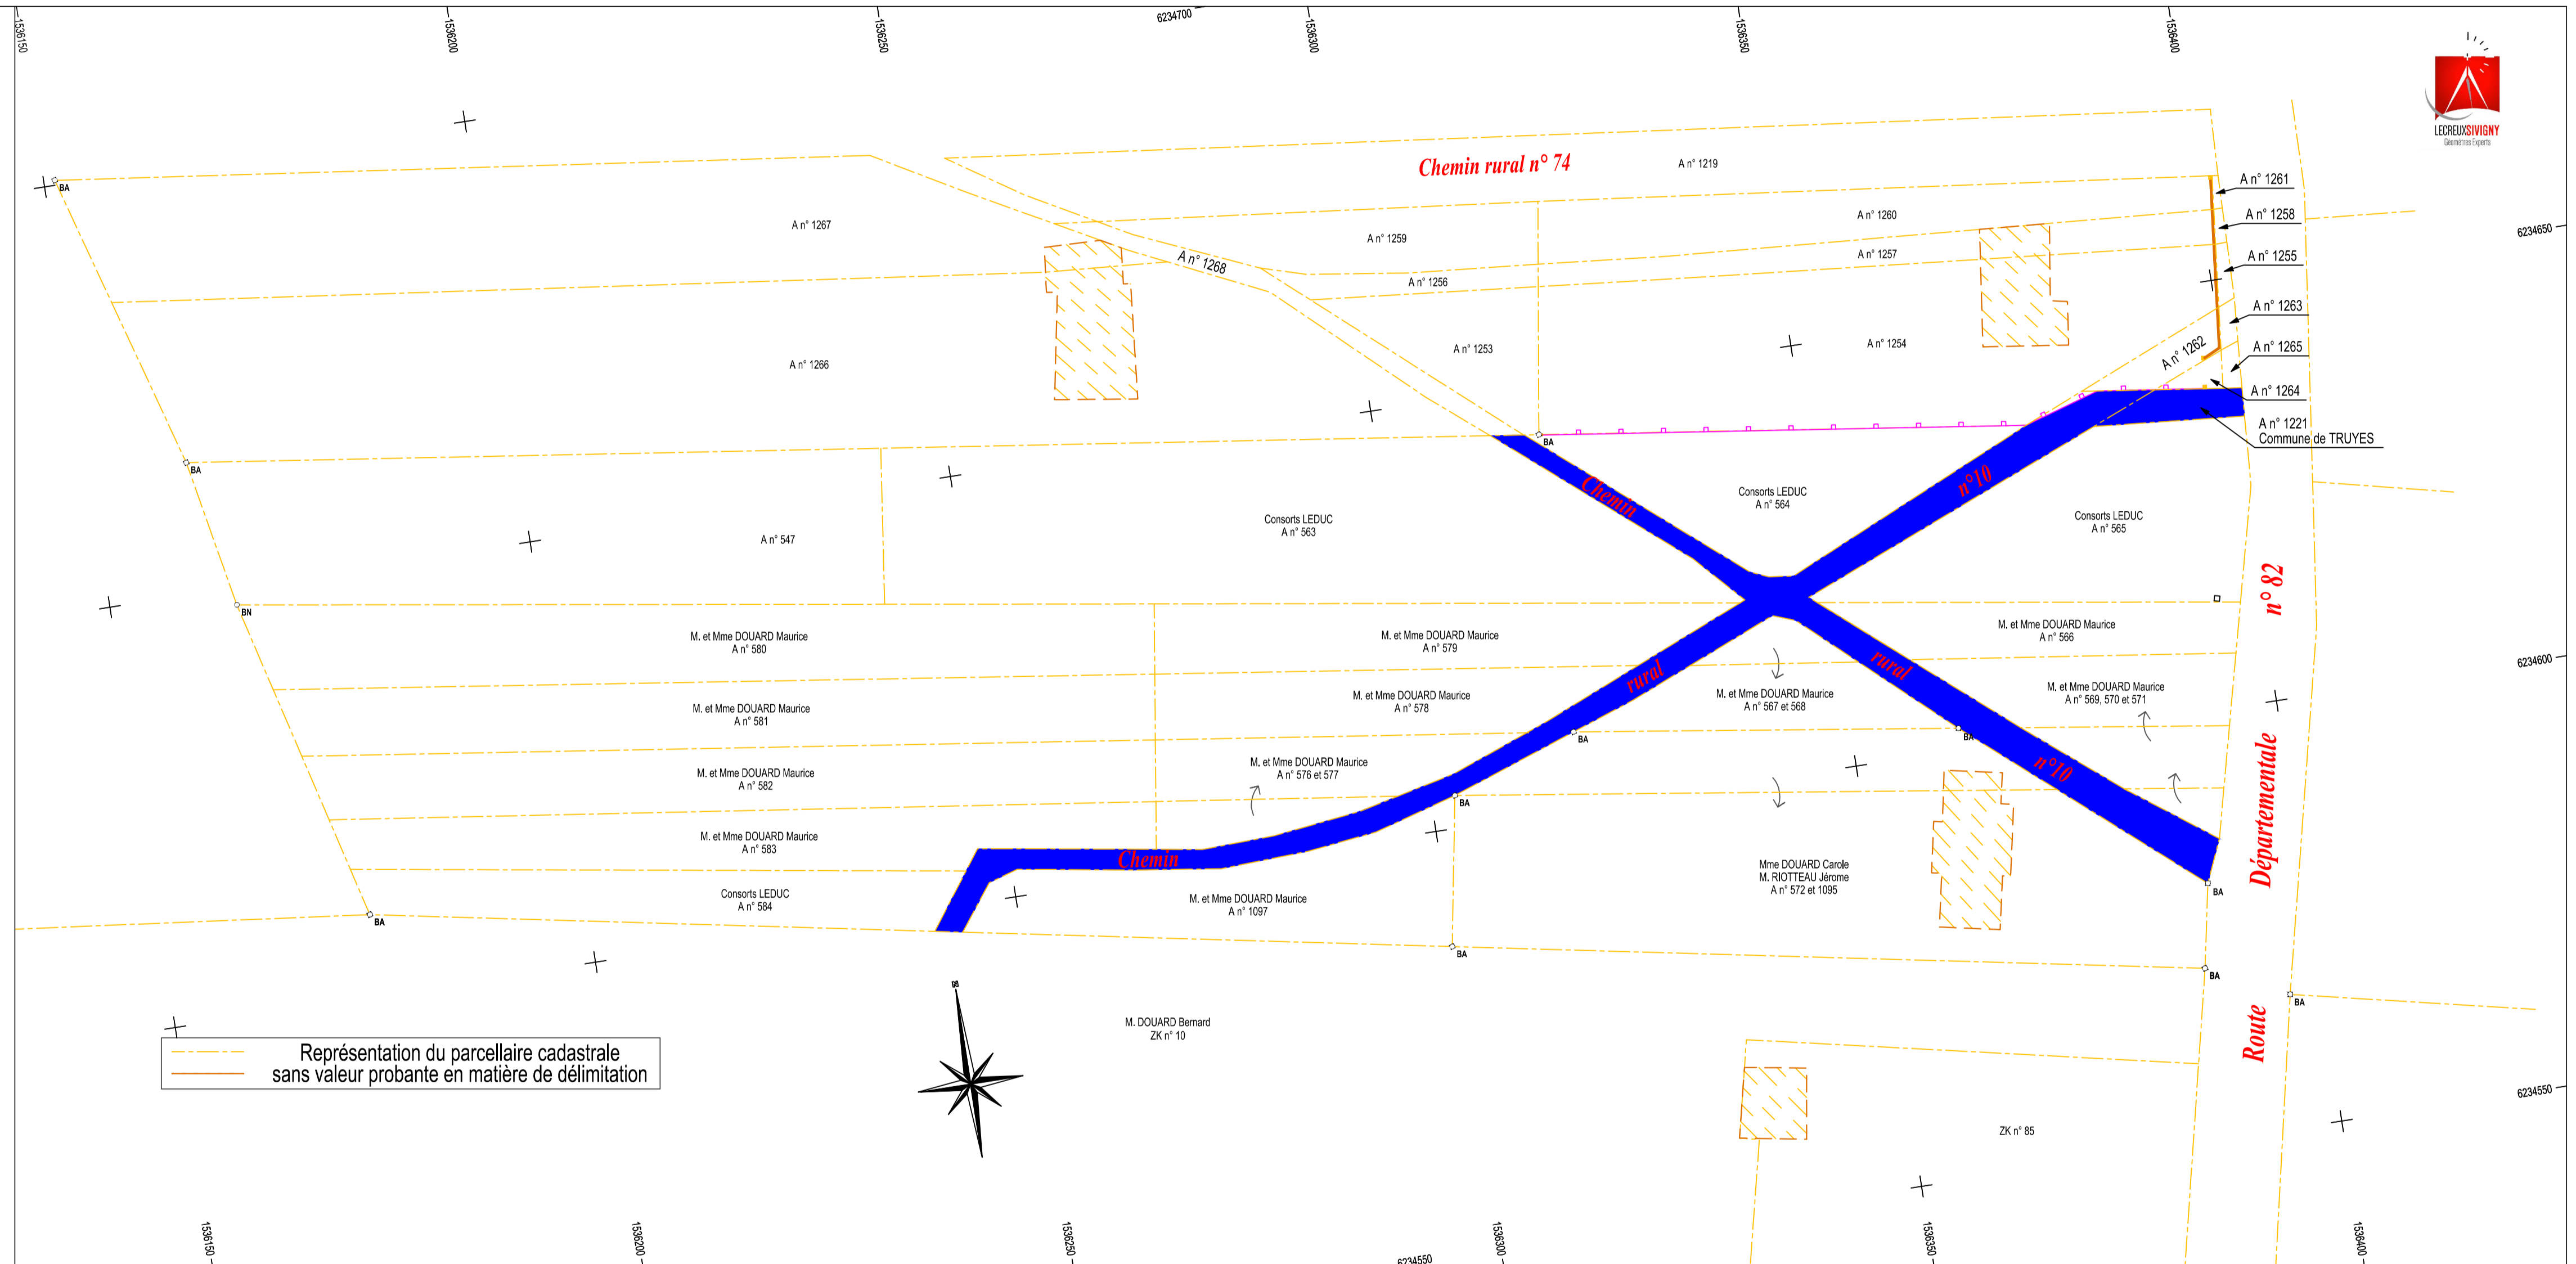 1536150
1536200
1536250
6234700
1536300
1536350
1536400
LECREUXSIVIGNY
Géomètres Experts
Chemin rural n° 74
A n° 1219
A n° 1261
A n° 1258
A n° 1255
A n° 1263
A n° 1265
A n° 1264
A n° 1221
Commune de TRUYES
6234650
BA
A n° 1267
A n° 1268
A n° 1259
A n° 1260
A n° 1257
A n° 1256
A n° 1253
A n° 1254
A n° 1262
A n° 1266
BA
BA
Chemin
n°10
Consorts LEDUC
A n° 564
Consorts LEDUC
A n° 563
Consorts LEDUC
A n° 565
A n° 547
BN
n° 82
M. et Mme DOUARD Maurice
A n° 580
M. et Mme DOUARD Maurice
A n° 579
M. et Mme DOUARD Maurice
A n° 566
6234600
rural
rural
M. et Mme DOUARD Maurice
A n° 581
M. et Mme DOUARD Maurice
A n° 578
M. et Mme DOUARD Maurice
A n° 567 et 568
M. et Mme DOUARD Maurice
A n° 569, 570 et 571
BA
BA
M. et Mme DOUARD Maurice
A n° 582
M. et Mme DOUARD Maurice
A n° 576 et 577
n°10
BA
Départementale
M. et Mme DOUARD Maurice
A n° 583
Chemin
Mme DOUARD Carole
M. RIOTTEAU Jérome
A n° 572 et 1095
BA
Consorts LEDUC
A n° 584
M. et Mme DOUARD Maurice
A n° 1097
BA
BA
BA
BA
M. DOUARD Bernard
ZK n° 10
Route
Représentation du parcellaire cadastrale
sans valeur probante en matière de délimitation
6234550
ZK n° 85
1536150
1536200
1536250
6234550
1536300
1536350
1536400